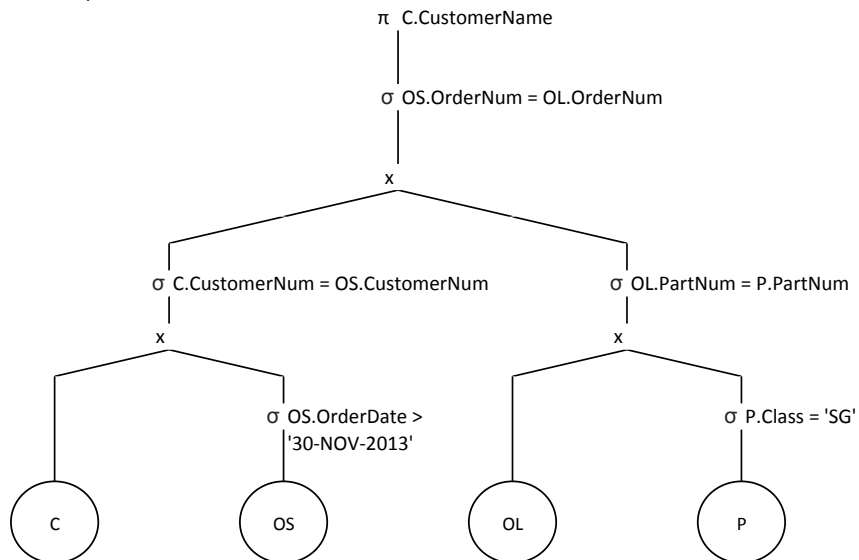 π C.CustomerName
σ OS.OrderNum = OL.OrderNum
x
σ C.CustomerNum = OS.CustomerNum
σ OL.PartNum = P.PartNum
x
x
σ OS.OrderDate >
'30-NOV-2013'
σ P.Class = 'SG'
C
OS
OL
P